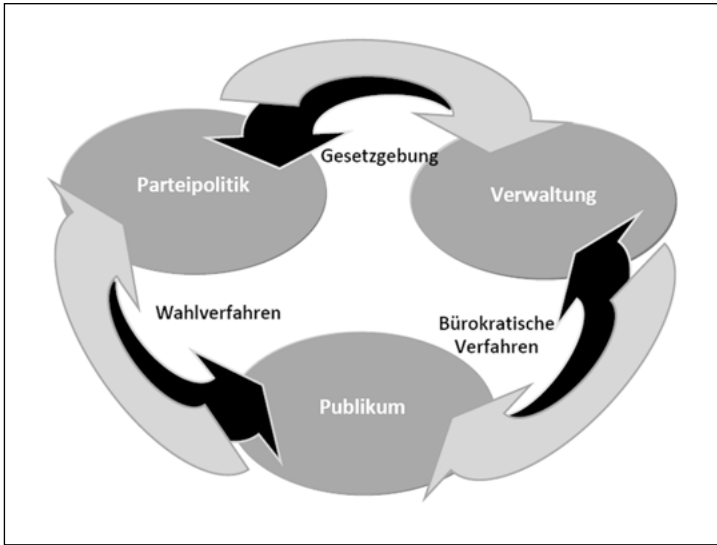 Gesetzgebung
Parteipolitik
Verwaltung
Wahlverfahren
Bürokratische
Verfahren
Publikum